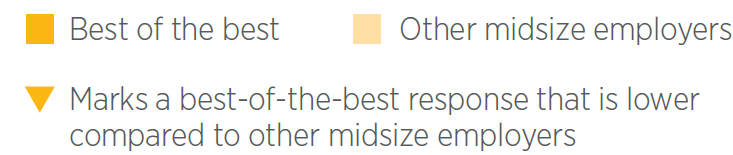 Best of the best
Other midsize employers
Marks a best-of-the-best response that is lower
compared to other midsize employers